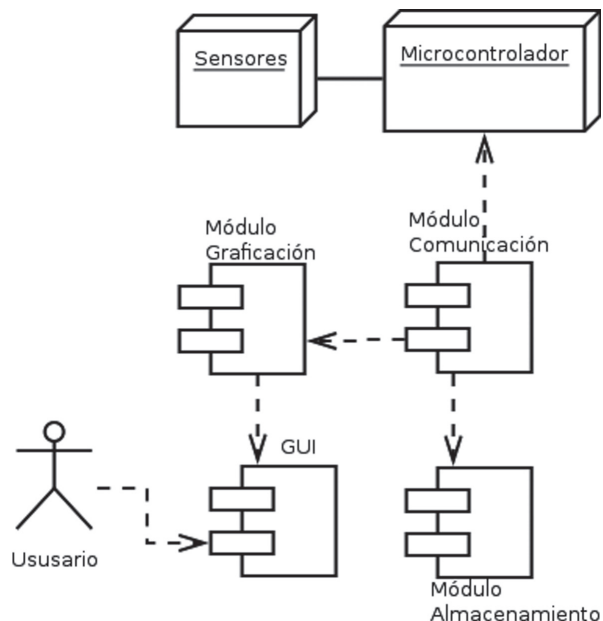 Sensores
Microcontrolador
Módulo
Graficación
Módulo
Comunicación
GUI
Ususario
Módulo
Almacenamiento